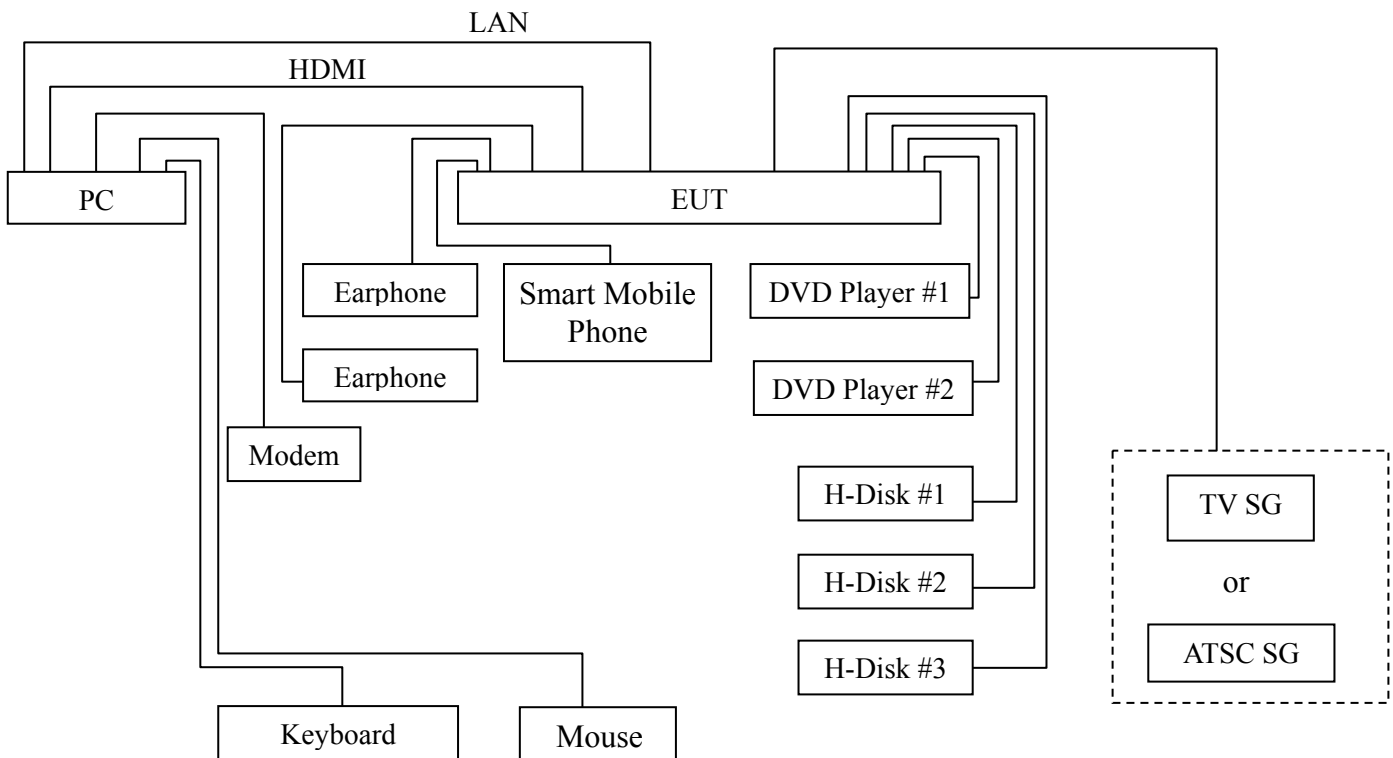 LAN
HDMI
PC
EUT
Earphone
Smart Mobile
Phone
DVD Player #1
Earphone
DVD Player #2
Modem
H-Disk #1
TV SG
H-Disk #2
or
H-Disk #3
ATSC SG
Keyboard
Mouse